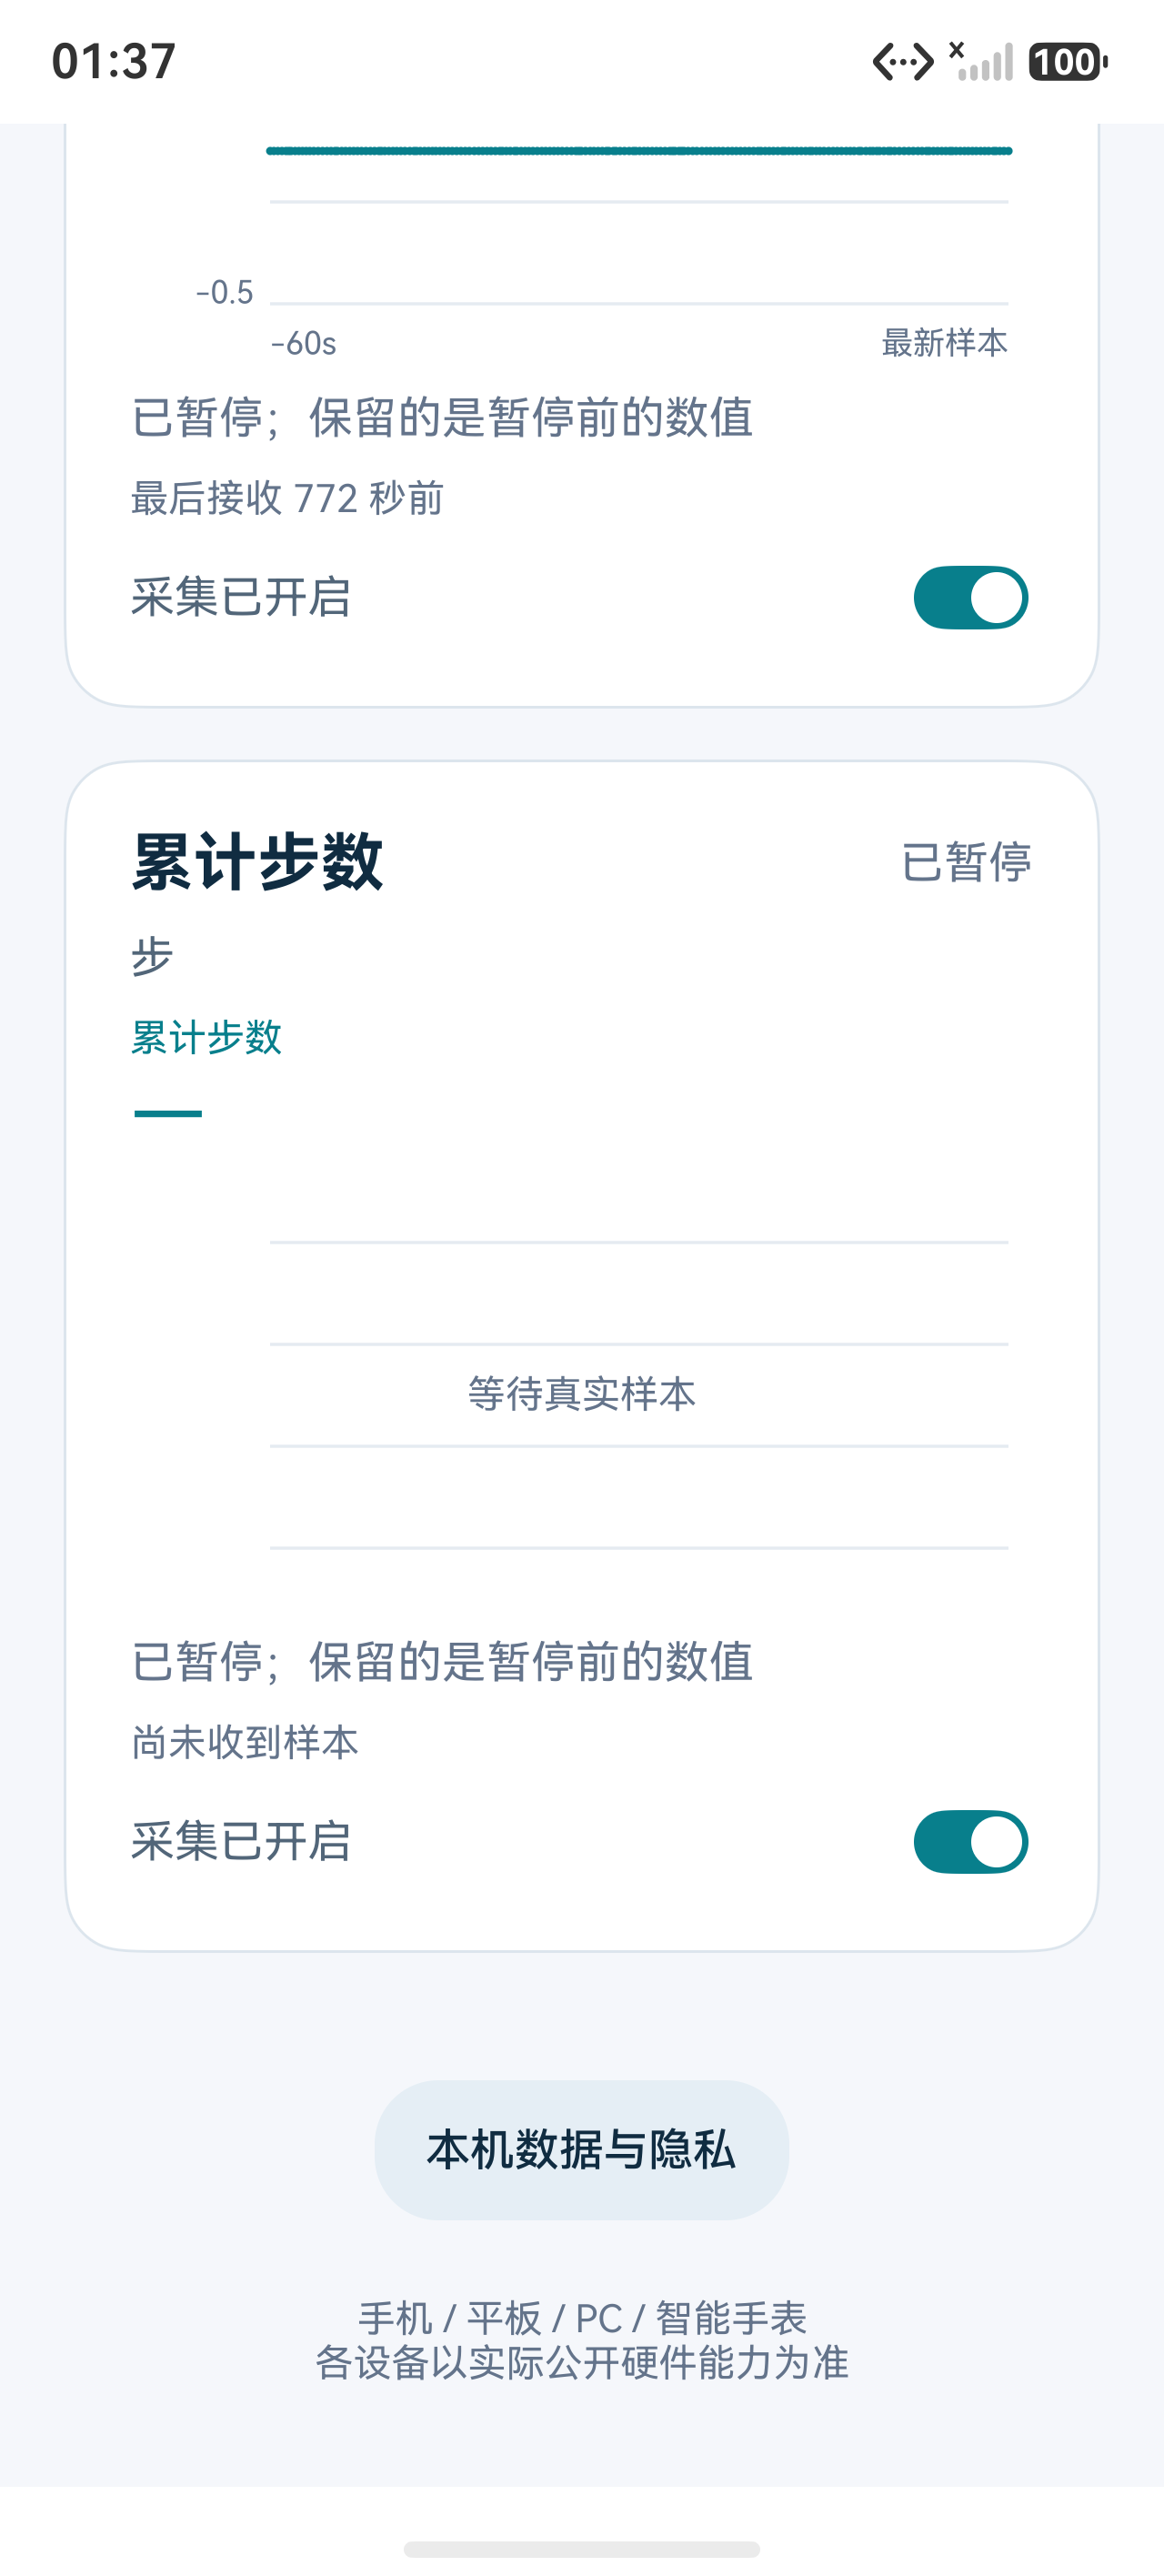 01:37
100
-0.5
-60s
最新样本
已暂停；保留的是暂停前的数值
最后接收 772 秒前
采集已开启
累计步数
已暂停
步
累计步数
—
等待真实样本
已暂停；保留的是暂停前的数值
尚未收到样本
采集已开启
本机数据与隐私
手机 / 平板 / PC / 智能手表
各设备以实际公开硬件能力为准